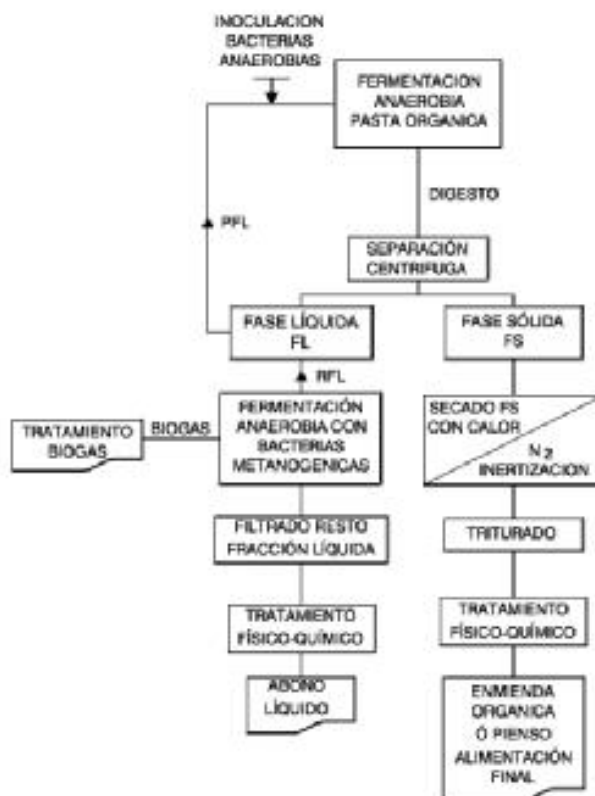 INOCULACION
BACTERIAS
ANAEROBIAS
FERMENTACION
ANAEROBIA
PASTA ORGANICA
DIGESTO
PFL
SEPARACIÓN
CENTRIFUGA
FASE LÍQUIDA
FL
FASE SÓLIDA
FS
RFL
FERMENTACIÓN
ANAEROBIA CON
BACTERIAS
METANOGENICAS
BIOGAS
TRATAMIENTO
BIOGAS
SECADO FS
CON CALOR
N2
INERTIZACION
FILTRADO RESTO
FRACCIÓN LÍQUIDA
TRITURADO
TRATAMIENTO
FÍSICO-QUÍMICO
TRATAMIENTO
FÍSICO-QUÍMICO
ABONO
LÍQUIDO
ENMIENDA
ORGANICA
Ó PIENSO
ALIMENTACIÓN
FINAL